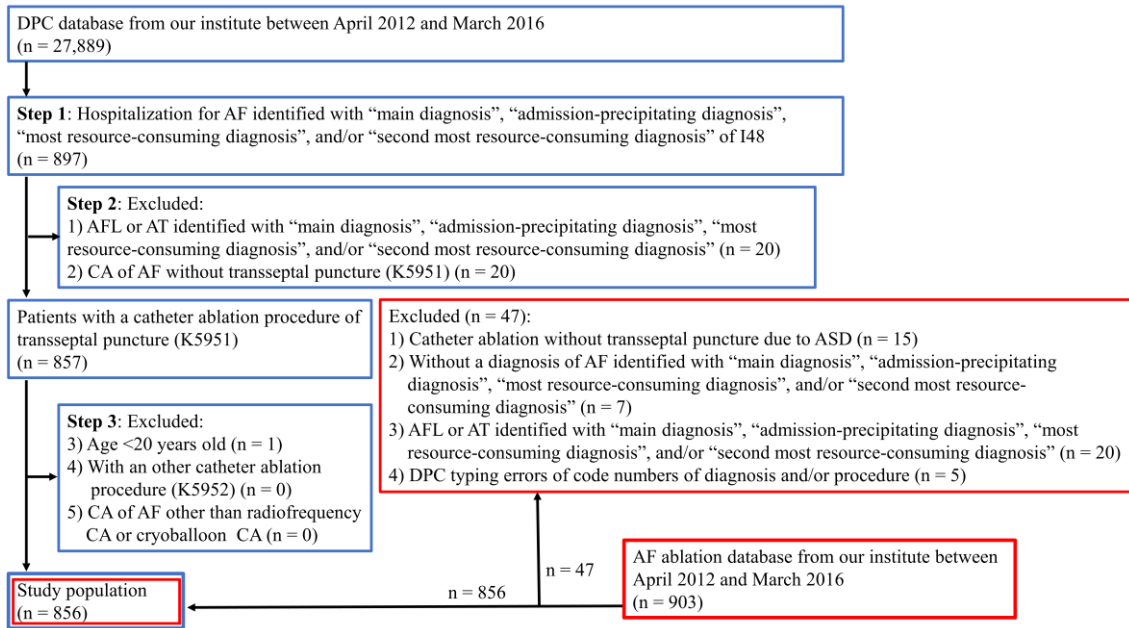 DPC database from our institute between April 2012 and March 2016
(n = 27,889)
Step 1: Hospitalization for AF identified with “main diagnosis”, “admission-precipitating diagnosis”,
“most resource-consuming diagnosis”, and/or “second most resource-consuming diagnosis” of I48
(n = 897)
Step 2: Excluded:
1) AFL or AT identified with “main diagnosis”, “admission-precipitating diagnosis”, “most
resource-consuming diagnosis”, and/or “second most resource-consuming diagnosis” (n = 20)
2) CA of AF without transseptal puncture (K5951) (n = 20)
Patients with a catheter ablation procedure of
transseptal puncture (K5951)
(n = 857)
Excluded (n = 47):
1) Catheter ablation without transseptal puncture due to ASD (n = 15)
2) Without a diagnosis of AF identified with “main diagnosis”, “admission-precipitating
diagnosis”, “most resource-consuming diagnosis”, and/or “second most resource-
consuming diagnosis” (n = 7)
3) AFL or AT identified with “main diagnosis”, “admission-precipitating diagnosis”, “most
resource-consuming diagnosis”, and/or “second most resource-consuming diagnosis” (n = 20)
4) DPC typing errors of code numbers of diagnosis and/or procedure (n = 5)
Step 3: Excluded:
3) Age <20 years old (n = 1)
4) With an other catheter ablation
procedure (K5952) (n = 0)
5) CA of AF other than radiofrequency
CA or cryoballoon CA (n = 0)
n = 47
AF ablation database from our institute between
April 2012 and March 2016
(n = 903)
n = 856
Study population
(n = 856)